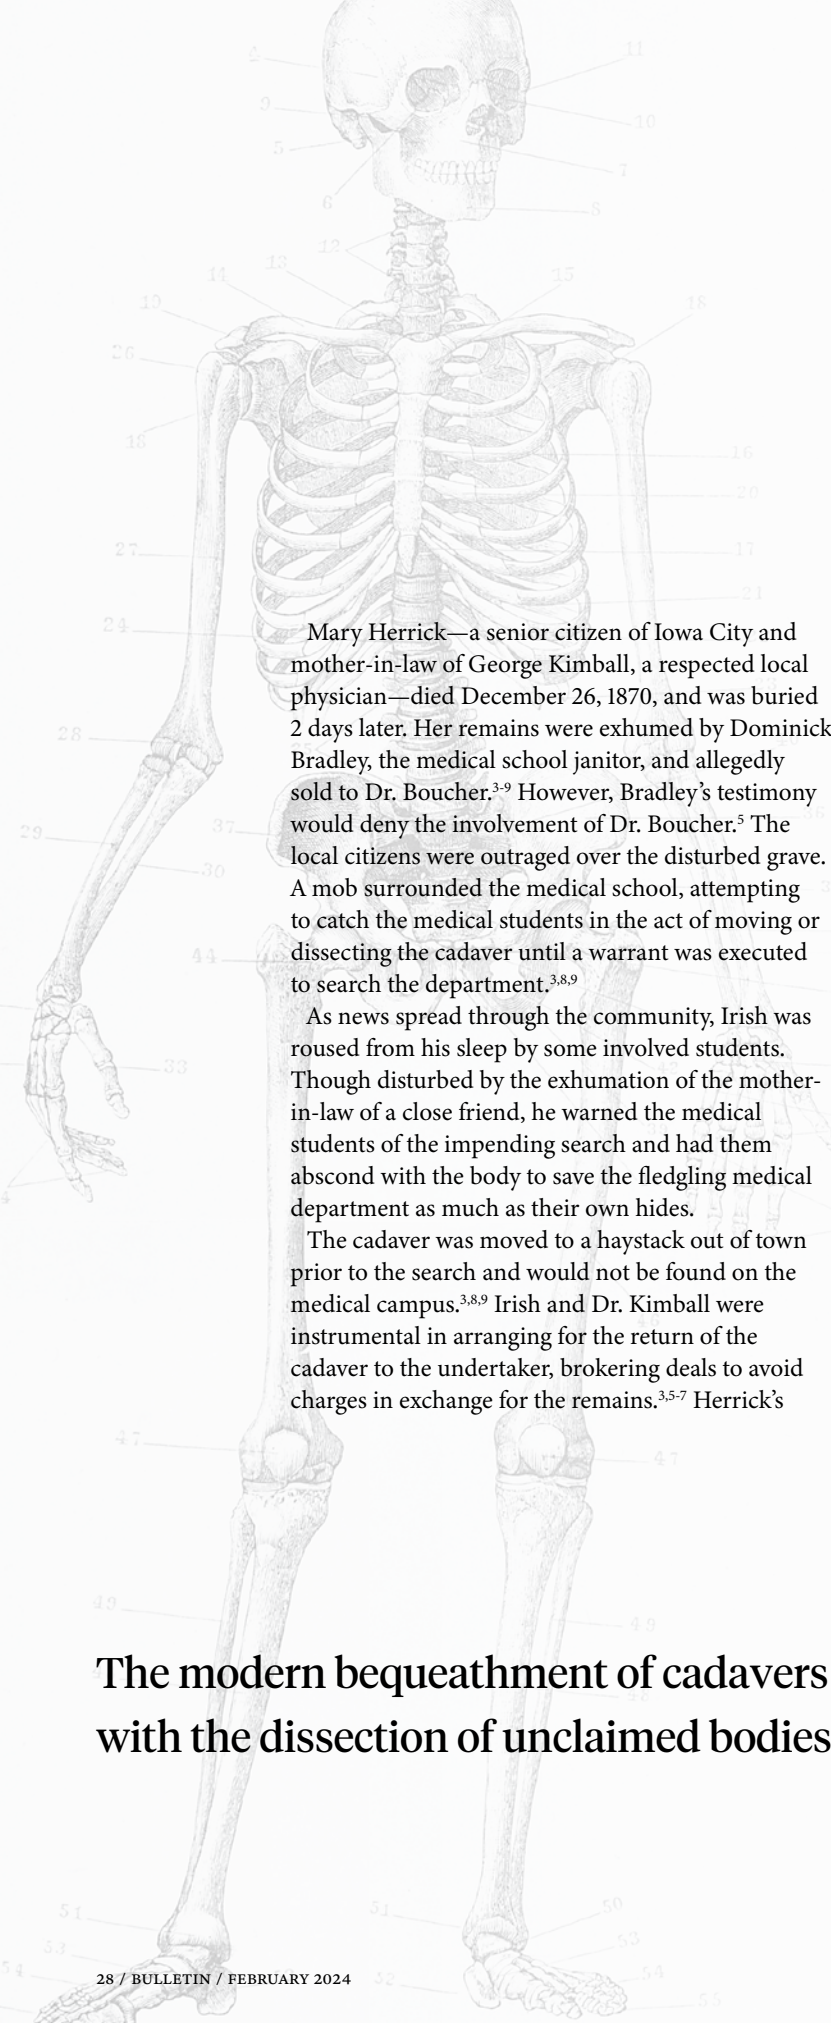 Mary Herrick—a senior citizen of Iowa City and
mother-in-law of George Kimball, a respected local
physician—died December 26, 1870, and was buried
2 days later. Her remains were exhumed by Dominick
Bradley, the medical school janitor, and allegedly
sold to Dr. Boucher.3-9 However, Bradley’s testimony
would deny the involvement of Dr. Boucher.5 The
local citizens were outraged over the disturbed grave.
A mob surrounded the medical school, attempting
to catch the medical students in the act of moving or
dissecting the cadaver until a warrant was executed
to search the department.3,8,9
As news spread through the community, Irish was
roused from his sleep by some involved students.
Though disturbed by the exhumation of the mother-
in-law of a close friend, he warned the medical
students of the impending search and had them
abscond with the body to save the fledgling medical
department as much as their own hides.
The cadaver was moved to a haystack out of town
prior to the search and would not be found on the
medical campus.3,8,9 Irish and Dr. Kimball were
instrumental in arranging for the return of the
cadaver to the undertaker, brokering deals to avoid
charges in exchange for the remains.3,5-7 Herrick’s
The modern bequeathment of cadavers
with the dissection of unclaimed bodies
28 / BULLETIN / FEBRUARY 2024